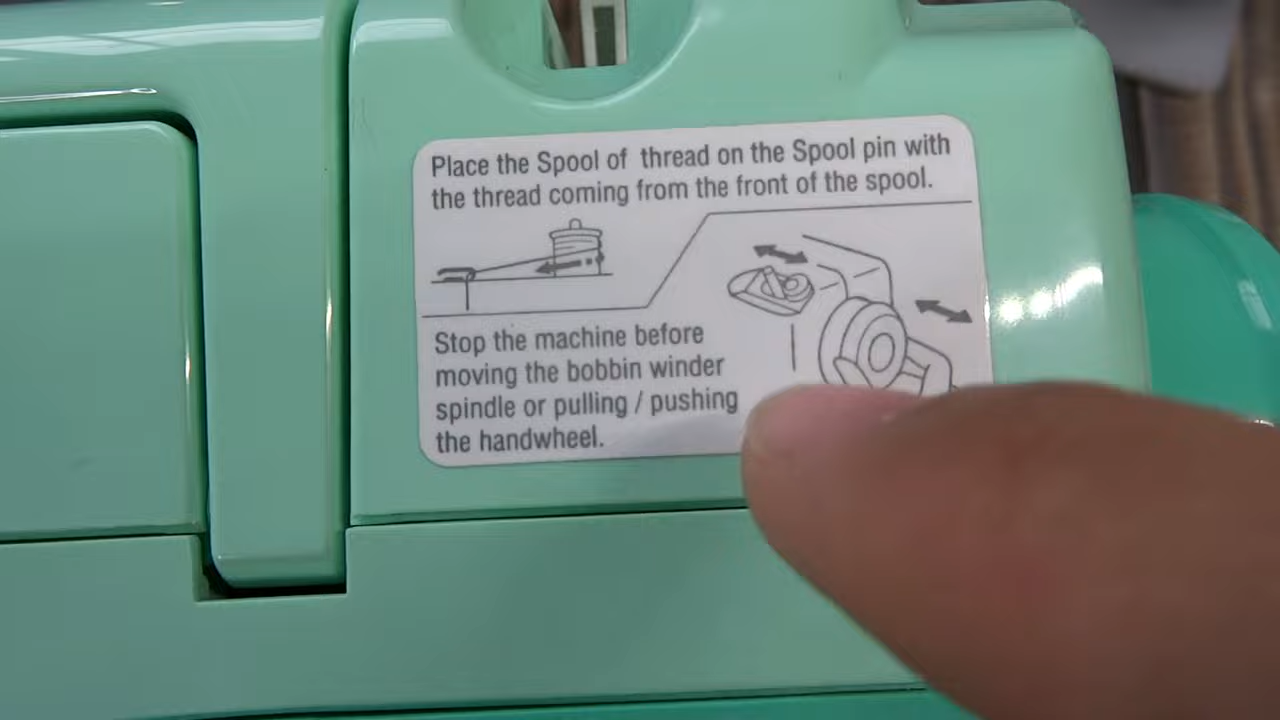 Place the Spool of thread on the Spool pin with
the thread coming from the front of the spool.
Stop the machine before
moving the bobbin winder
spindle or pulling / pushing
the handwheel.